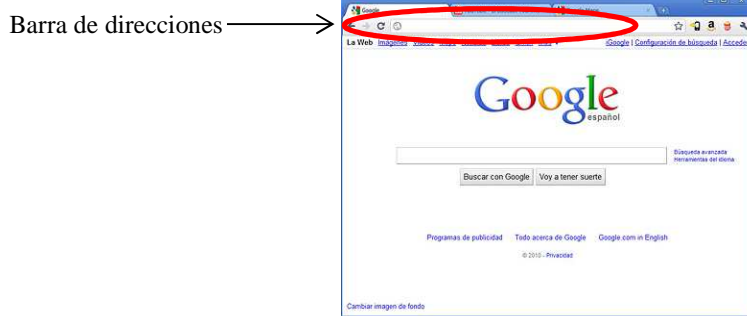 Barra de direcciones
Google
La Web Imágenes
iGoogle | Configuración de búsqueda | Accede
Google
español
Búsqueda avanzada
Herramientas del idioma
Buscar con Google Voy a tener suerte
Programas de publicidad Todo acerca de Google Google.com in English
© 2010 - Privacidad
Cambiar imagen de fondo